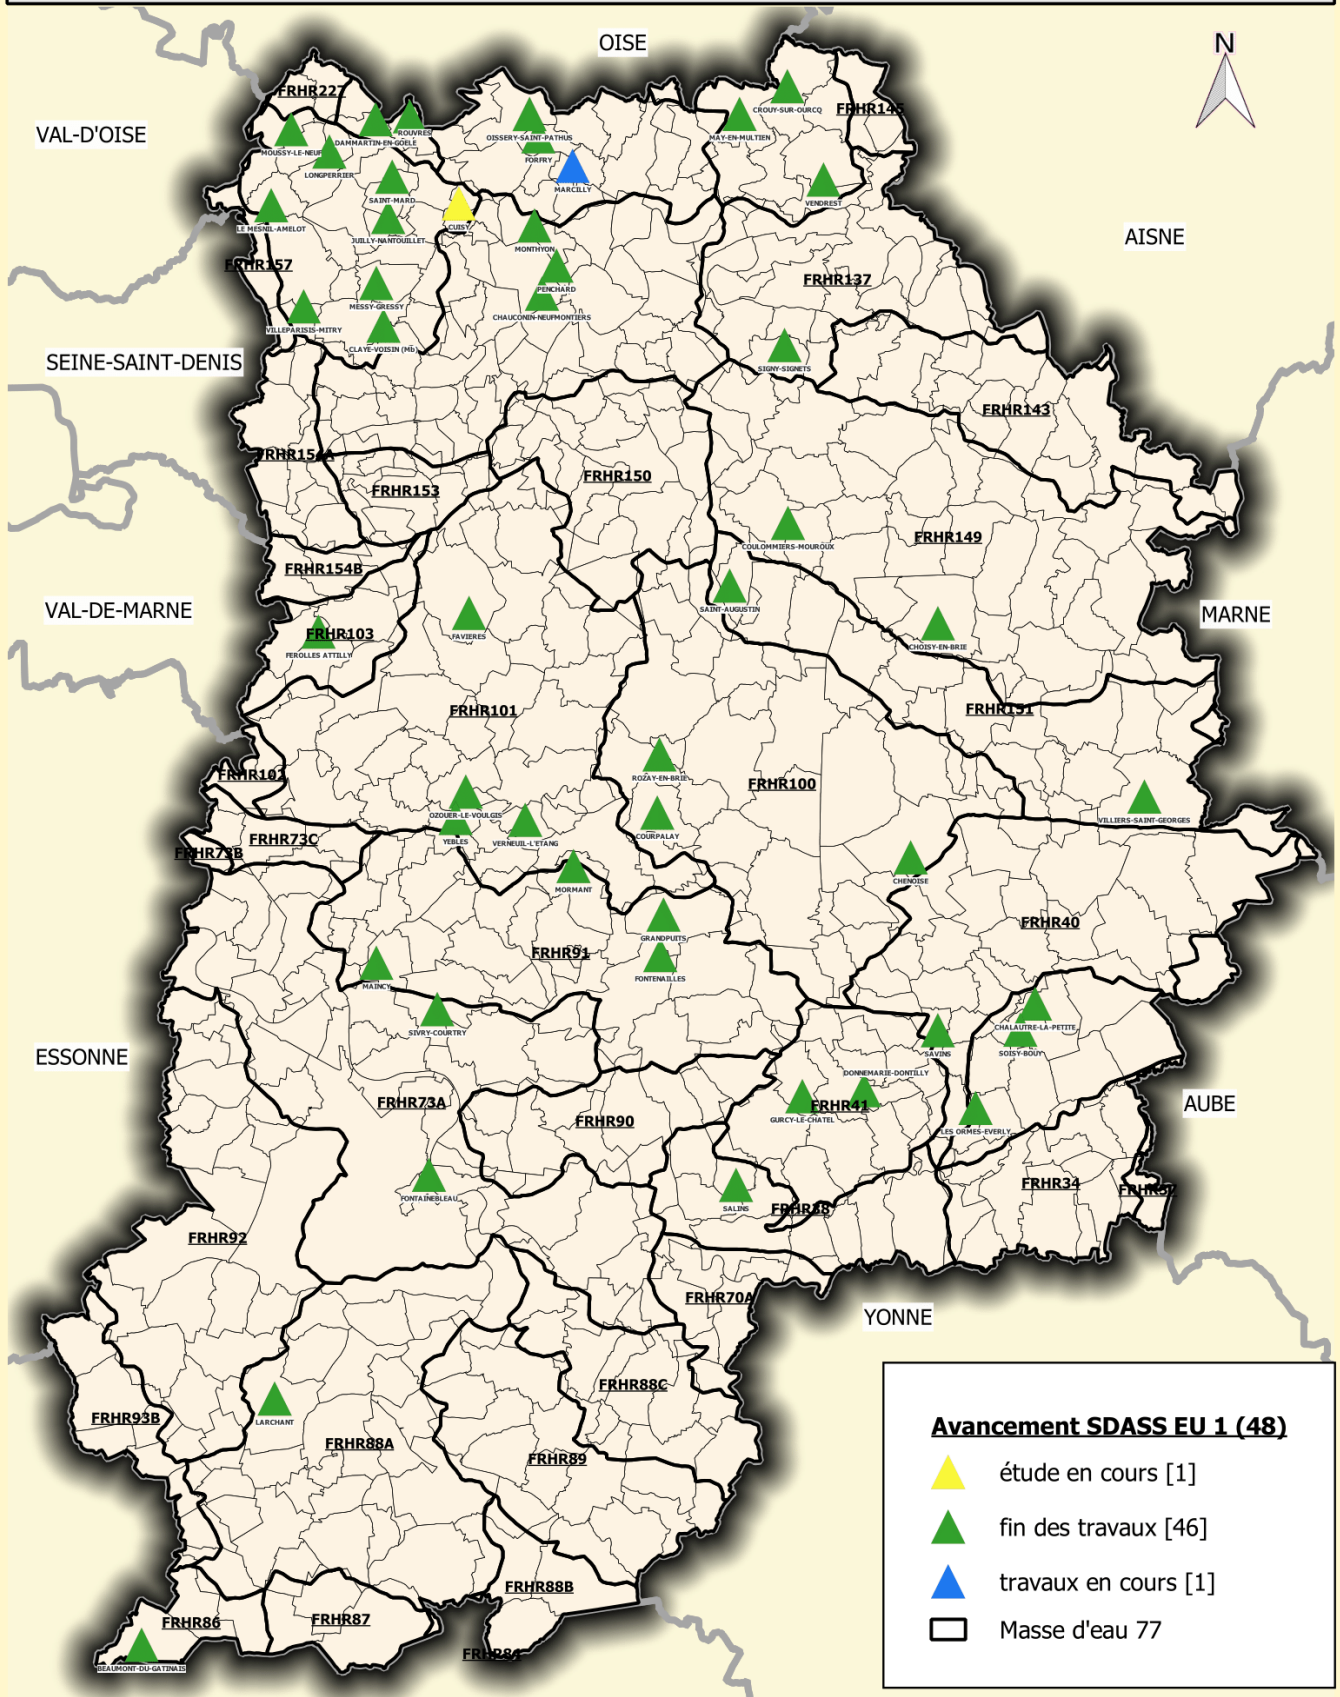 OISE
N
FRHR227
CROUY-SUR-OURCQ
FRHR145
VAL-D'OISE
ROUVRES
DAMMARTIN-EN-GOELE
OISSERY-SAINT-PATHUS
MAY-EN-MULTIEN
MOUSSY-LE-NEUF
FORFRY
LONGPERRIER
MARCILLY
SAINT-MARD
VENDREST
LE MESNIL-AMELOT
CUISY
JUILLY-NANTOUILLET
MONTHYON
AISNE
FRHR157
FRHR137
PENCHARD
MESSY-GRESSY
CHAUCONIN-NEUFMONTIERS
VILLEPARISIS-MITRY
CLAYE-VOISIN (Mb)
SEINE-SAINT-DENIS
SIGNY-SIGNETS
FRHR143
FRHR154A
FRHR150
FRHR153
COULOMMIERS-MOUROUX
FRHR149
FRHR154B
VAL-DE-MARNE
SAINT-AUGUSTIN
MARNE
FRHR103
FAVIERES
FEROLLES ATTILLY
CHOISY-EN-BRIE
FRHR101
FRHR151
FRHR102
ROZAY-EN-BRIE
FRHR100
OZOUER-LE-VOULGIS
VILLIERS-SAINT-GEORGES
FRHR73C
YEBLES
VERNEUIL-L'ETANG
COURPALAY
FRHR73B
MORMANT
CHENOISE
FRHR40
GRANDPUITS
FRHR91
FONTENAILLES
MAINCY
SIVRY-COURTRY
CHALAUTRE-LA-PETITE
ESSONNE
SAVINS
SOISY-BOUY
DONNEMARIE-DONTILLY
FRHR73A
FRHR41
AUBE
FRHR90
GURCY-LE-CHATEL
LES ORMES-EVERLY
FRHR34
FONTAINEBLEAU
SALINS
FRHR38
FRHR92
FRHR70A
YONNE
FRHR88C
FRHR93B
LARCHANT
FRHR88A
FRHR89
FRHR88B
FRHR86
FRHR87
BEAUMONT-DU-GATINAIS
Avancement SDASS EU 1 (48)
étude en cours [1]
fin des travaux [46]
travaux en cours [1]
Masse d'eau 77